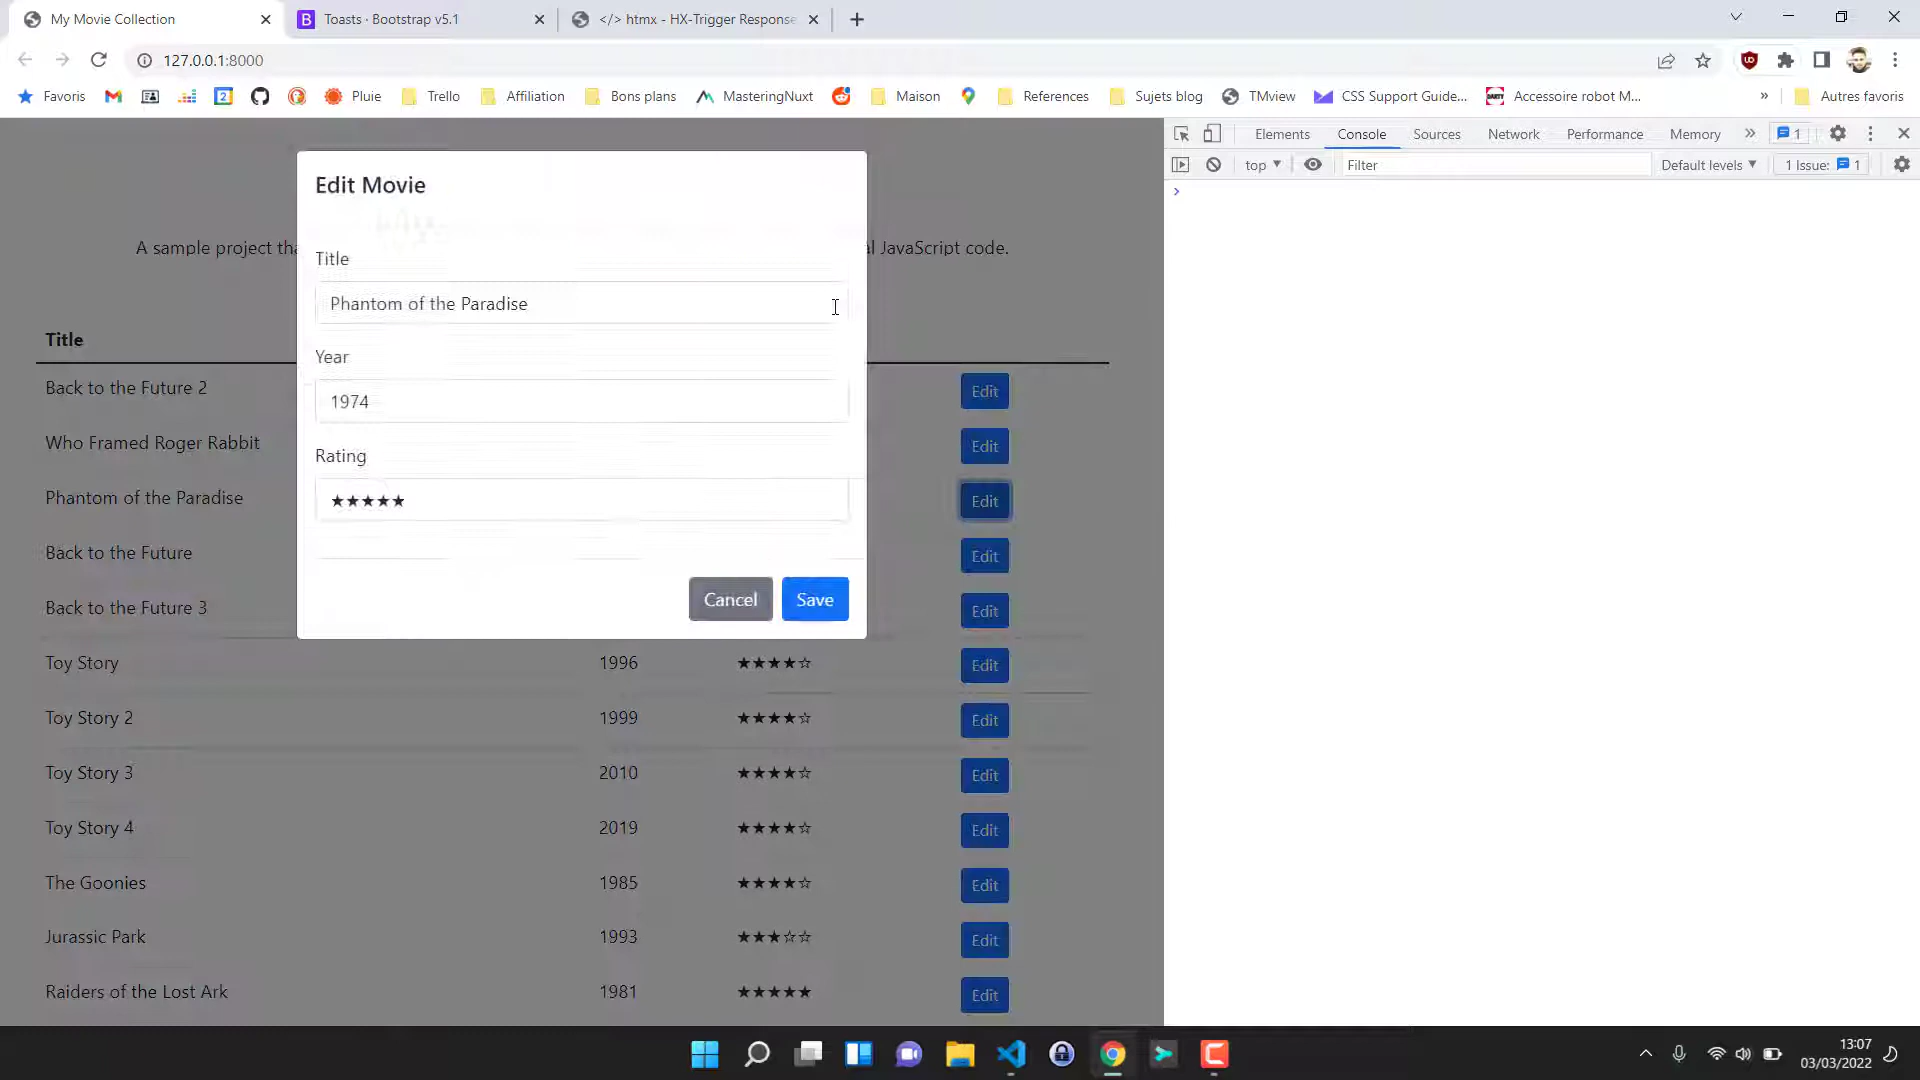 My Movie Collection
Toasts · Bootstrap v5.1
</> htmx - HX-Trigger Response
127.0.0.1:8000
Favoris
Pluie
Trello
Affiliation
Bons plans
MasteringNuxt
Maison
References
Sujets blog
TMview
CSS Support Guide...
Accessoire robot M...
»
Autres favoris
Elements
Console
Sources
Network
Performance
Memory
»
1
top
Filter
Default levels
1 Issue: 1
Edit Movie
A sample project tha
al JavaScript code.
Title
Phantom of the Paradise
Year
1974
Rating
★★★★★
Cancel
Save
Title
Back to the Future 2
Edit
Who Framed Roger Rabbit
Edit
Phantom of the Paradise
Edit
Back to the Future
Edit
Back to the Future 3
Edit
Toy Story 1996 ★★★★☆ Edit
Toy Story 2 1999 ★★★★☆ Edit
Toy Story 3 2010 ★★★★☆ Edit
Toy Story 4 2019 ★★★★☆ Edit
The Goonies 1985 ★★★★☆ Edit
Jurassic Park 1993 ★★★☆☆ Edit
Raiders of the Lost Ark 1981 ★★★★★ Edit
13:07
03/03/2022